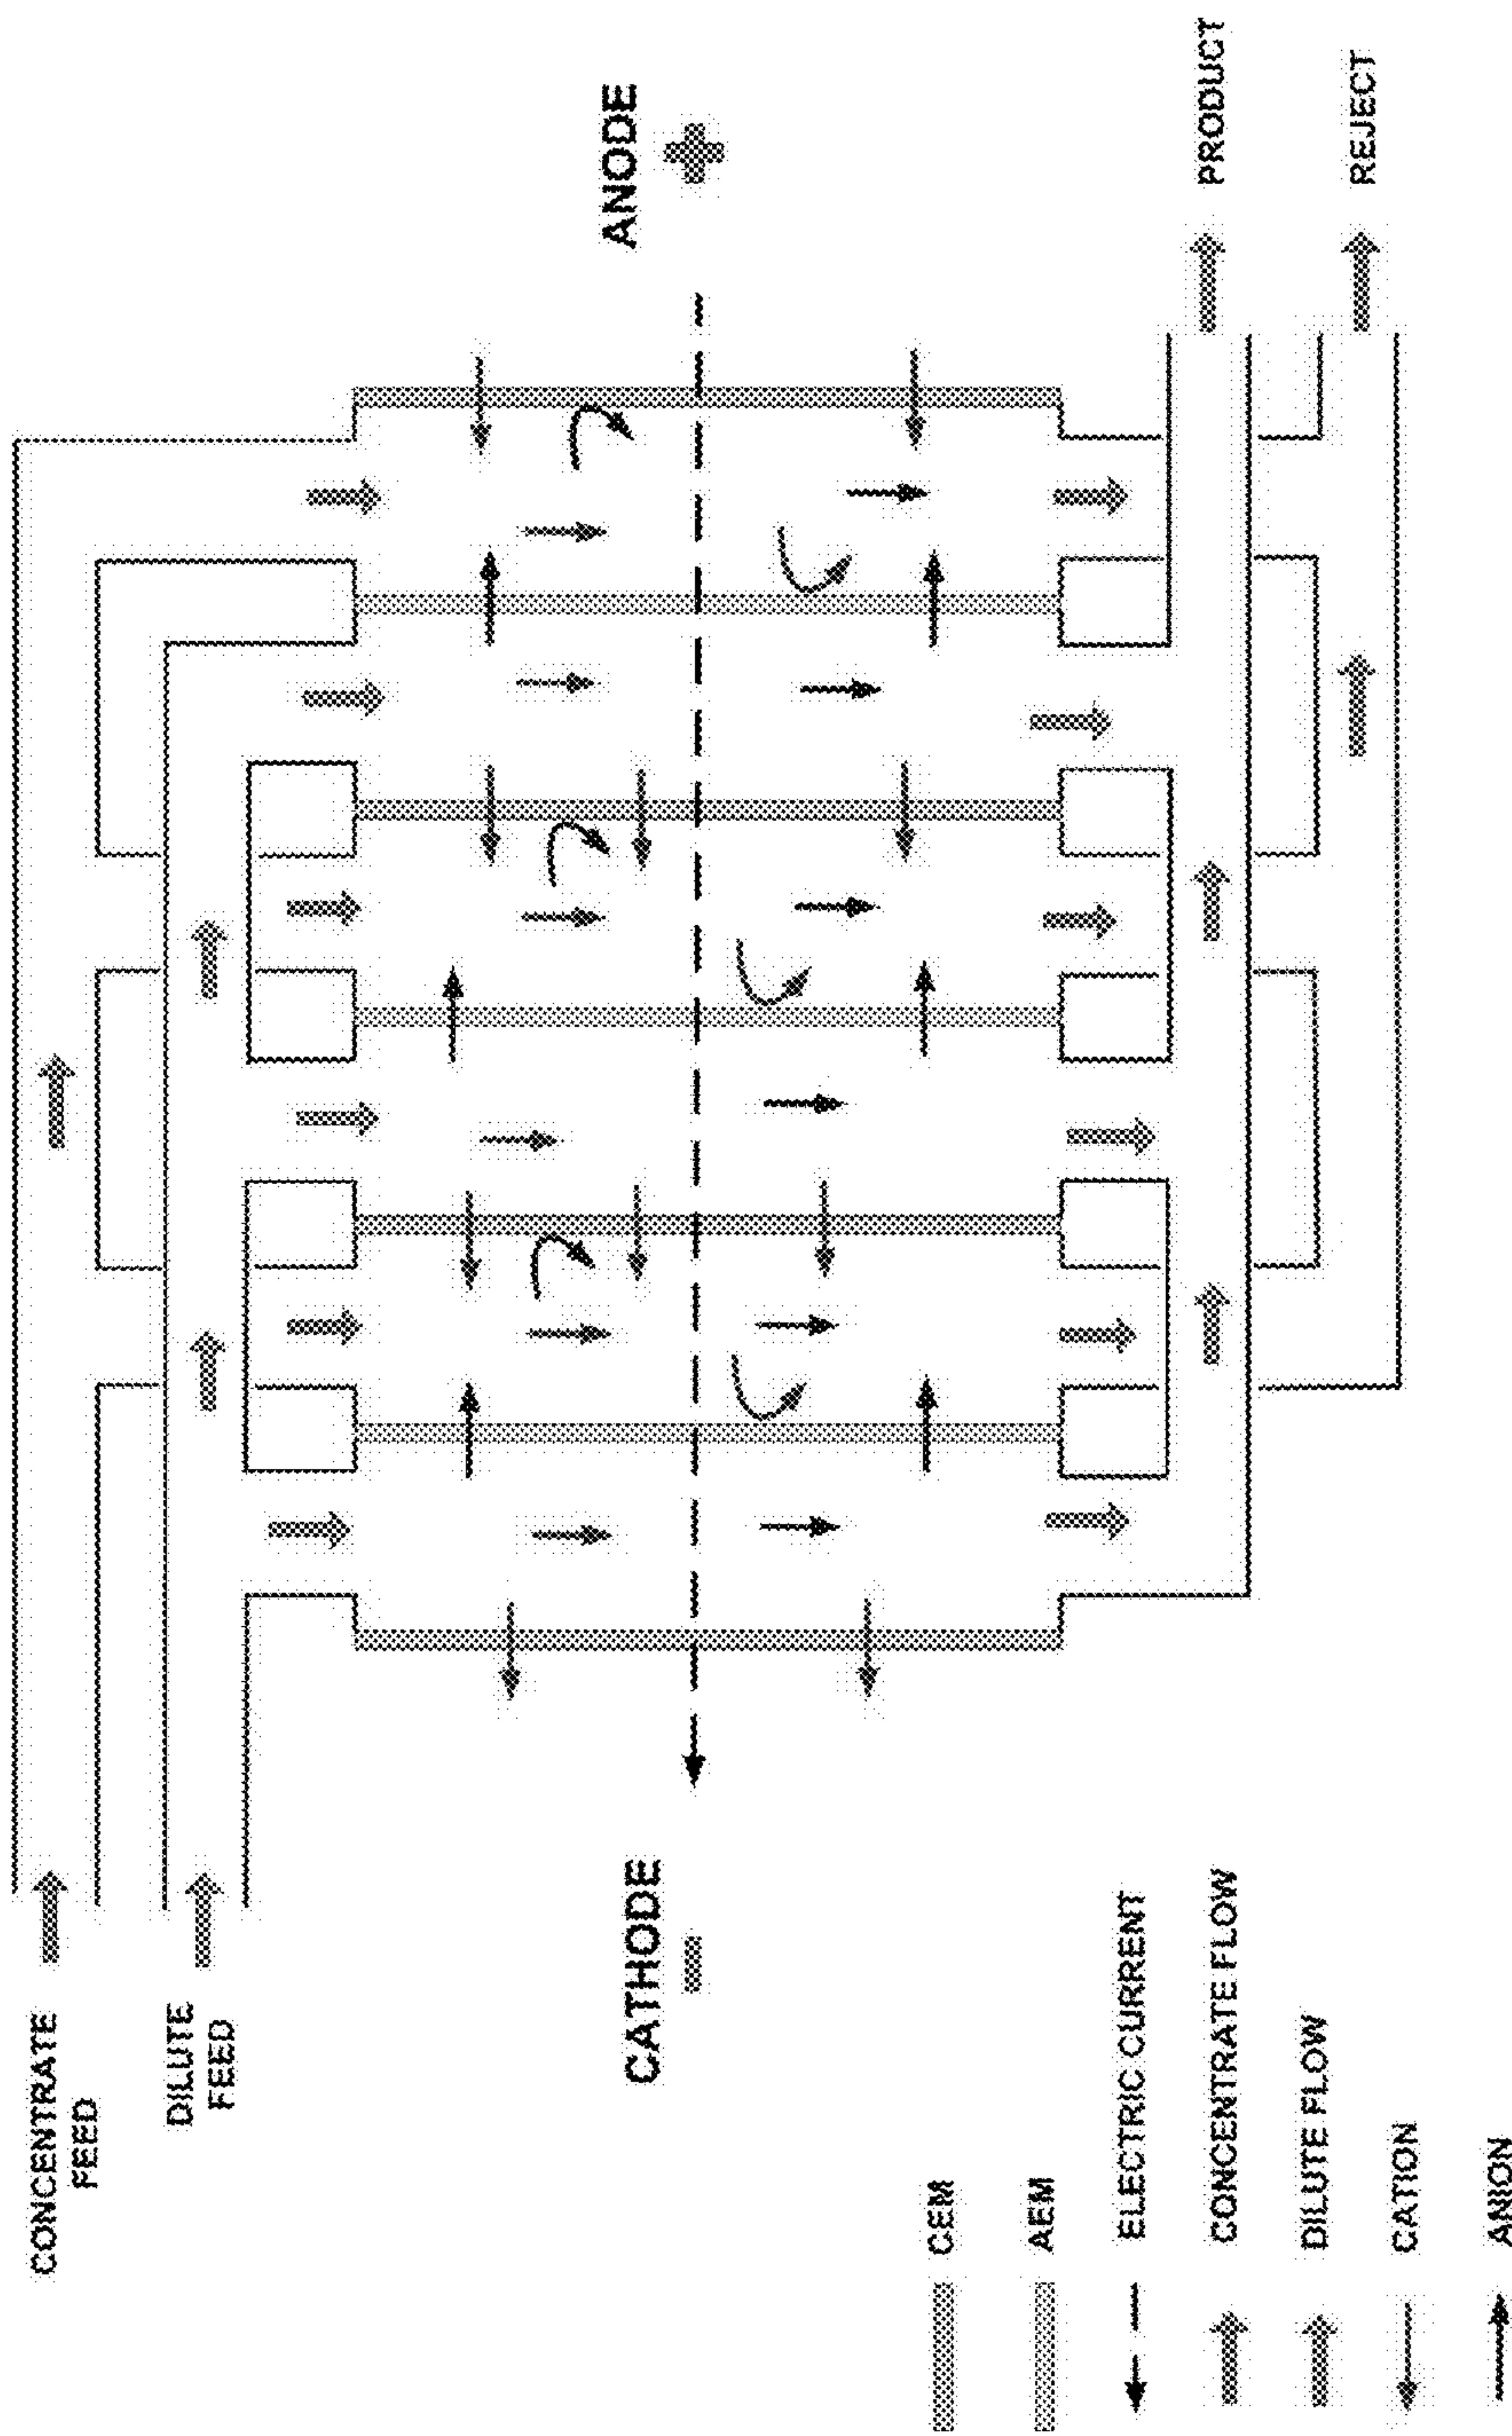 CONCENTRATE
FEED
DILUTE
FEED
CATHODE
ANODE
PRODUCT
REJECT
CEM
AEM
ELECTRIC CURRENT
CONCENTRATE FLOW
DILUTE FLOW
CATION
ANION